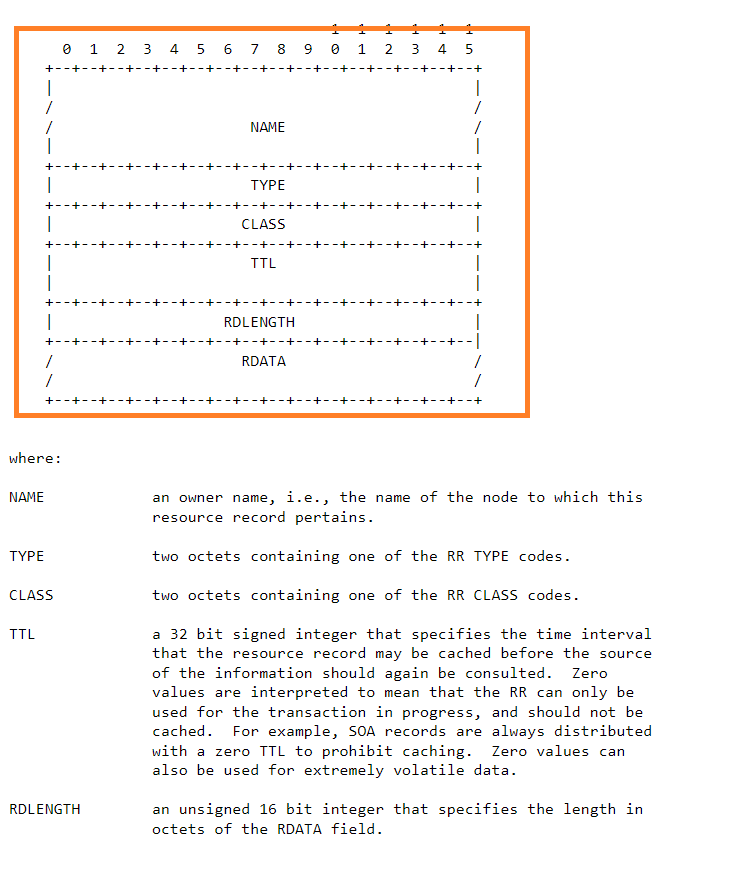 1  1  1  1  1  1
      0  1  2  3  4  5  6  7  8  9  0  1  2  3  4  5
    +--+--+--+--+--+--+--+--+--+--+--+--+--+--+--+--+
    |                                               |
    /                                               /
    /                      NAME                     /
    |                                               |
    +--+--+--+--+--+--+--+--+--+--+--+--+--+--+--+--+
    |                      TYPE                     |
    +--+--+--+--+--+--+--+--+--+--+--+--+--+--+--+--+
    |                     CLASS                     |
    +--+--+--+--+--+--+--+--+--+--+--+--+--+--+--+--+
    |                      TTL                      |
    |                                               |
    +--+--+--+--+--+--+--+--+--+--+--+--+--+--+--+--+
    |                   RDLENGTH                    |
    +--+--+--+--+--+--+--+--+--+--+--+--+--+--+--+--|
    /                     RDATA                     /
    /                                               /
    +--+--+--+--+--+--+--+--+--+--+--+--+--+--+--+--+
where:
NAME            an owner name, i.e., the name of the node to which this
                resource record pertains.
TYPE            two octets containing one of the RR TYPE codes.
CLASS           two octets containing one of the RR CLASS codes.
TTL             a 32 bit signed integer that specifies the time interval
                that the resource record may be cached before the source
                of the information should again be consulted.  Zero
                values are interpreted to mean that the RR can only be
                used for the transaction in progress, and should not be
                cached.  For example, SOA records are always distributed
                with a zero TTL to prohibit caching.  Zero values can
                also be used for extremely volatile data.
RDLENGTH        an unsigned 16 bit integer that specifies the length in
                octets of the RDATA field.